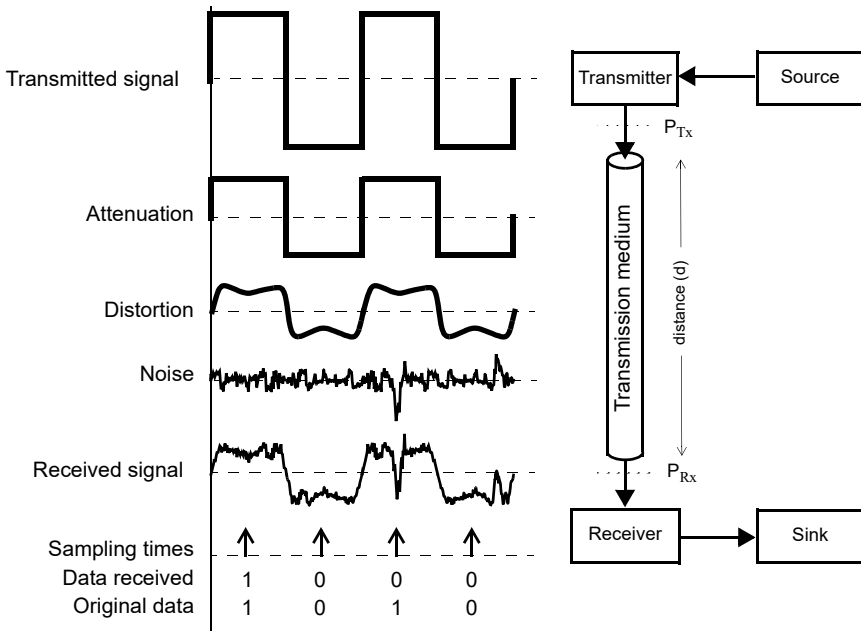 Transmitted signal
Attenuation
Distortion
Noise
Received signal
Sampling times
Data received 1 0 0 0
Original data 1 0 1 0
Transmitter
Source
P_Tx
Transmission medium
distance (d)
P_Rx
Receiver
Sink